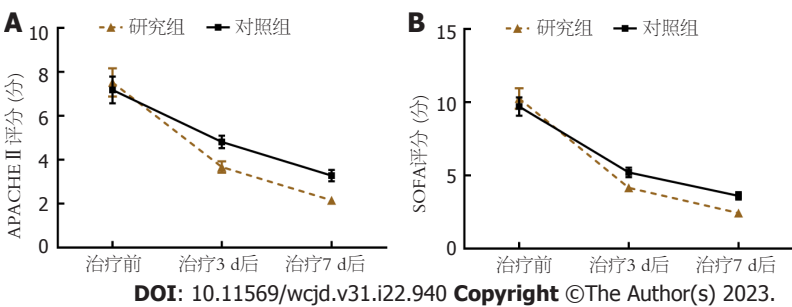 A
研究组 对照组
APACHE II 评分 (分)
10
8
6
4
2
0
治疗前 治疗3 d后 治疗7 d后
B
研究组 对照组
SOFA评分 (分)
15
10
5
0
治疗前 治疗3 d后 治疗7 d后
DOI: 10.11569/wcjd.v31.i22.940 Copyright ©The Author(s) 2023.